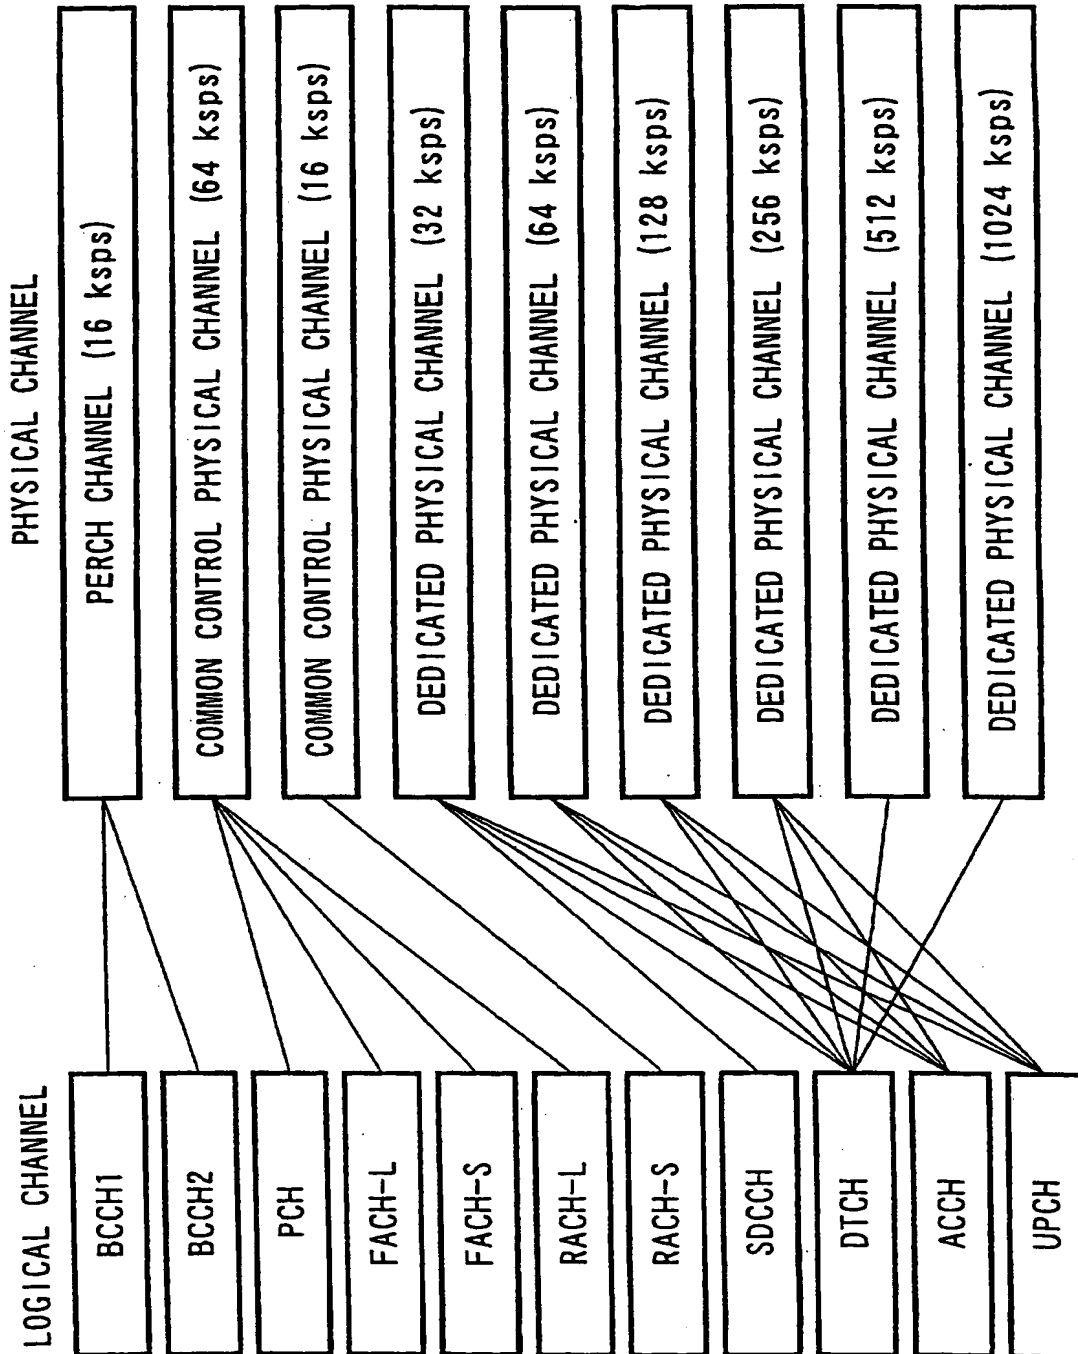 LOGICAL CHANNEL
PHYSICAL CHANNEL
BCCH1
BCCH2
PCH
FACH-L
FACH-S
RACH-L
RACH-S
SDCCH
DTCH
ACCH
UPCH
PERCH CHANNEL (16 ksps)
COMMON CONTROL PHYSICAL CHANNEL (64 ksps)
COMMON CONTROL PHYSICAL CHANNEL (16 ksps)
DEDICATED PHYSICAL CHANNEL (32 ksps)
DEDICATED PHYSICAL CHANNEL (64 ksps)
DEDICATED PHYSICAL CHANNEL (128 ksps)
DEDICATED PHYSICAL CHANNEL (256 ksps)
DEDICATED PHYSICAL CHANNEL (512 ksps)
DEDICATED PHYSICAL CHANNEL (1024 ksps)